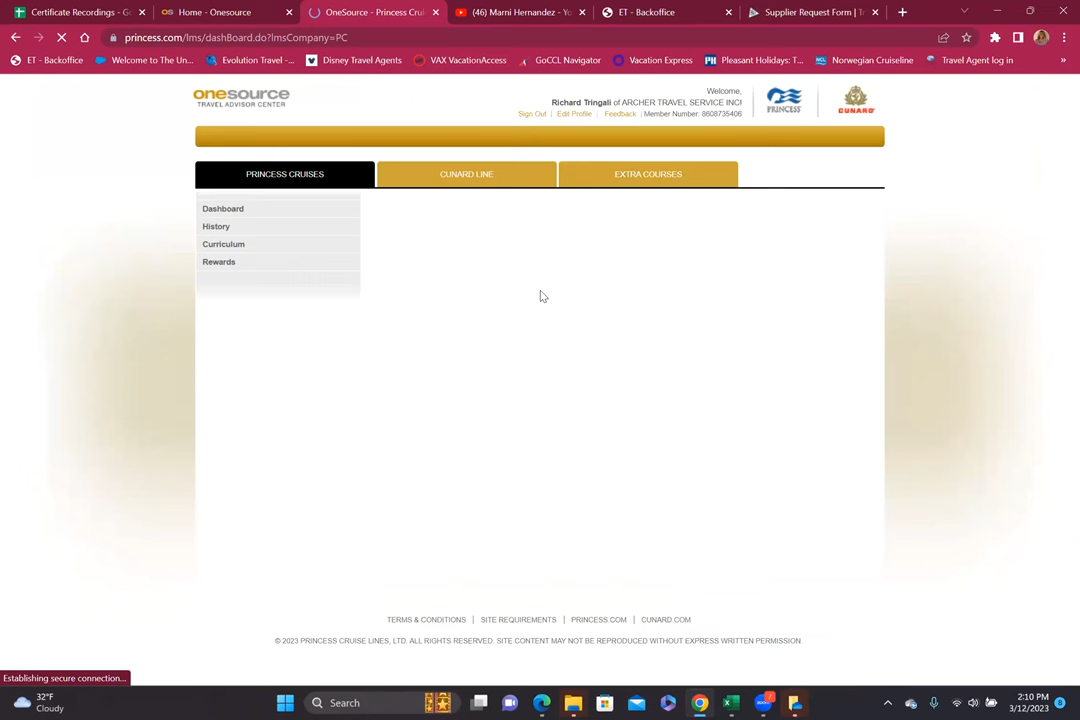 Certificate Recordings - Go
Home - Onesource
OneSource - Princess Crui
(46) Marni Hernandez - Yo
ET - Backoffice
Supplier Request Form | Tr
princess.com/lms/dashBoard.do?lmsCompany=PC
ET - Backoffice
Welcome to The Un...
Evolution Travel -...
Disney Travel Agents
VAX VacationAccess
GoCCL Navigator
Vacation Express
Pleasant Holidays: T...
Norwegian Cruiseline
Travel Agent log in
»
onesource
TRAVEL ADVISOR CENTER
Welcome,
Richard Tringali of ARCHER TRAVEL SERVICE INCI
Sign Out | Edit Profile | Feedback | Member Number: 8608735406
PRINCESS
CUNARD
PRINCESS CRUISES
CUNARD LINE
EXTRA COURSES
Dashboard
History
Curriculum
Rewards
TERMS & CONDITIONS | SITE REQUIREMENTS | PRINCESS.COM | CUNARD.COM
© 2023 PRINCESS CRUISE LINES, LTD. ALL RIGHTS RESERVED. SITE CONTENT MAY NOT BE REPRODUCED WITHOUT EXPRESS WRITTEN PERMISSION.
Establishing secure connection...
32°F
Cloudy
Search
7
2:10 PM
3/12/2023
8